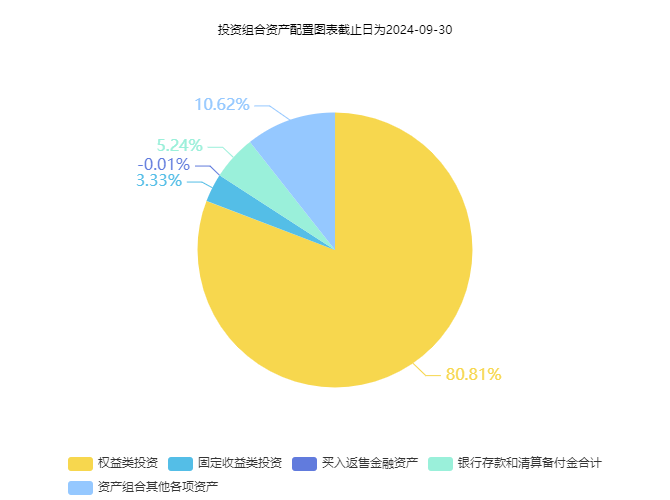 投资组合资产配置图表截止日为2024-09-30
10.62%
5.24%
-0.01%
3.33%
80.81%
权益类投资 固定收益类投资 买入返售金融资产 银行存款和清算备付金合计
资产组合其他各项资产